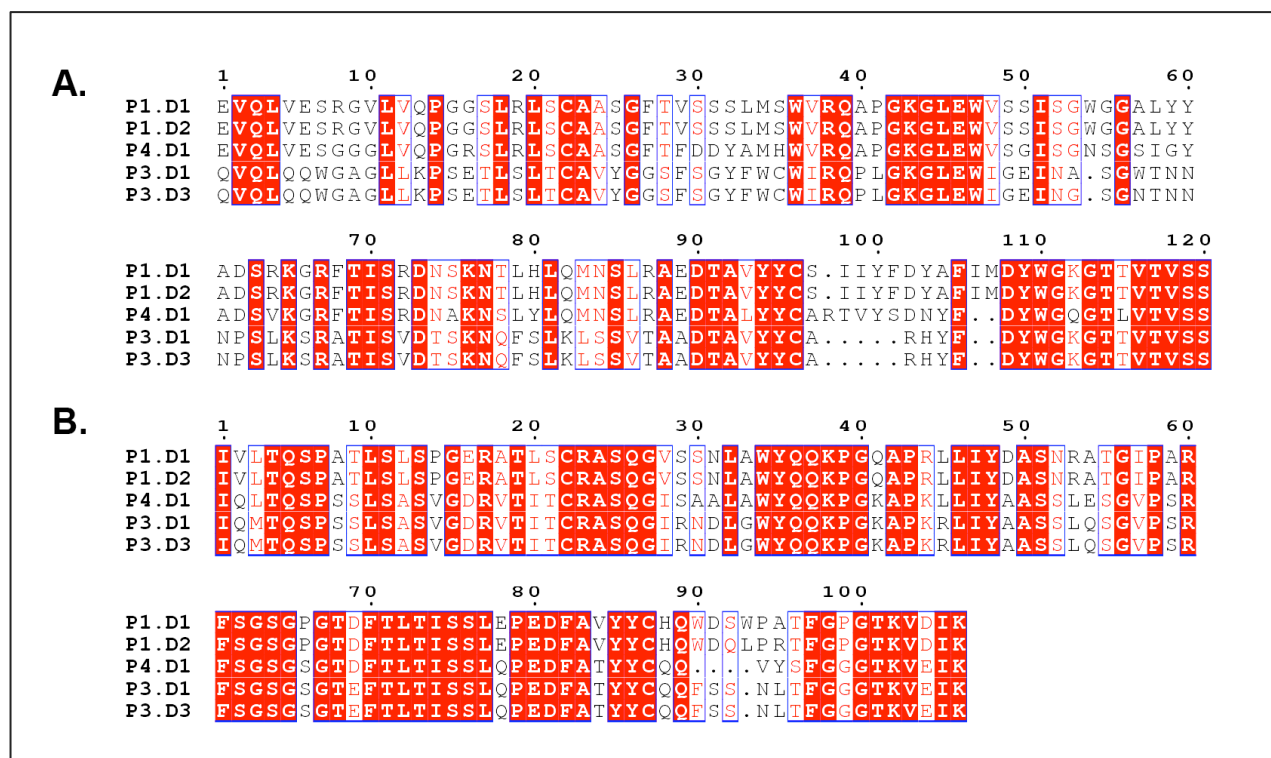 A.
1 10 20 30 40 50 60
P1.D1 EVQLVESRGVLVQPGGSLRLSCAASGFTVSSSLMSWVRQAPGKGLEWVSSISGWGGALYY
P1.D2 EVQLVESRGVLVQPGGSLRLSCAASGFTVSSSLMSWVRQAPGKGLEWVSSISGWGGALYY
P4.D1 EVQLVESGGGLVQPGRSLRLSCAASGFTFDDYAMHWVRQAPGKGLEWVSGISGNSGSIGY
P3.D1 QVQLQQWGAGLLKPSETLSLTCAVYGGSFSGYFWCWIRQPLGKGLEWIGEINA.SGWTNN
P3.D3 QVQLQQWGAGLLKPSETLSLTCAVYGGSFSGYFWCWIRQPLGKGLEWIGEING.SGNTNN
70 80 90 100 110 120
P1.D1 ADSRKGRFTISRDNSKNTLHLQMNSLRAEDTAVYYCS.IIYFDYAFIMDYWGKGTTVTVSS
P1.D2 ADSRKGRFTISRDNSKNTLHLQMNSLRAEDTAVYYCS.IIYFDYAFIMDYWGKGTTVTVSS
P4.D1 ADSVKGRFTISRDNAKNSLYLQMNSLRAEDTALYYCARTVYSDNYF..DYWGQGTLVTVSS
P3.D1 NPSLKSRATISVDTSKNQFSLKLSSVTAADTAVYYCA.....RHYF..DYWGKGTTVTVSS
P3.D3 NPSLKSRATISVDTSKNQFSLKLSSVTAADTAVYYCA.....RHYF..DYWGKGTTVTVSS
B.
1 10 20 30 40 50 60
P1.D1 IVLTQSPATLSLSPGERATLSCRASQGVSSNLAWYQQKPGQAPRLLIYDASNRATGIPAR
P1.D2 IVLTQSPATLSLSPGERATLSCRASQGVSSNLAWYQQKPGQAPRLLIYDASNRATGIPAR
P4.D1 IQLTQSPSSLSASVGDRVTITCRASQGISAALAWYQQKPGKAPKLLIYAASSLESGVPSR
P3.D1 IQMTQSPSSLSASVGDRVTITCRASQGIRNDLGWYQQKPGKAPKRLIYAASSLQSGVPSR
P3.D3 IQMTQSPSSLSASVGDRVTITCRASQGIRNDLGWYQQKPGKAPKRLIYAASSLQSGVPSR
70 80 90 100
P1.D1 FSGSGPGTDFTLTISSLEPEDFAVYYCHQWDSWPATFGPGTKVDIK
P1.D2 FSGSGPGTDFTLTISSLEPEDFAVYYCHQWDQLPRTFGPGTKVDIK
P4.D1 FSGSGSGTDFTLTISSLQPEDFATYYCQQ....VYSFGGGTKVEIK
P3.D1 FSGSGSGTEFTLTISSLQPEDFATYYCQQFSS.NLTFGGGTKVEIK
P3.D3 FSGSGSGTEFTLTISSLQPEDFATYYCQQFSS.NLTFGGGTKVEIK